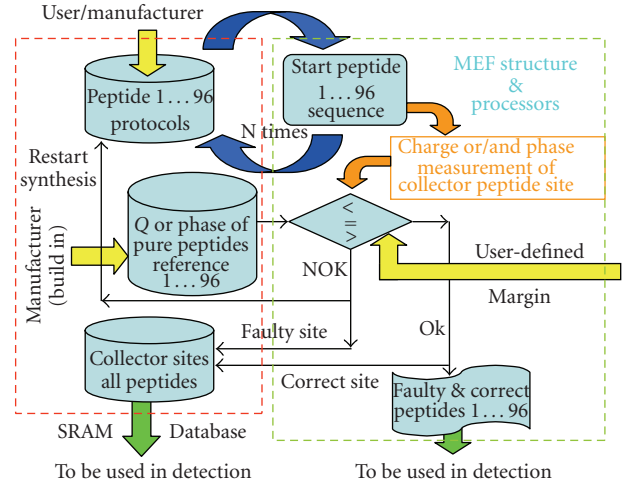 User/manufacturer
Peptide 1...96
protocols
Start peptide
1...96
sequence
MEF structure
&
processors
N times
Restart
synthesis
Charge or/and phase
measurement of
collector peptide site
Q or phase of
pure peptides
reference
1...96
<
=
>
Manufacturer
(build in)
NOK
User-defined
Margin
Ok
Faulty site
Collector sites
all peptides
Correct site
Faulty & correct
peptides 1...96
SRAM
Database
To be used in detection
To be used in detection